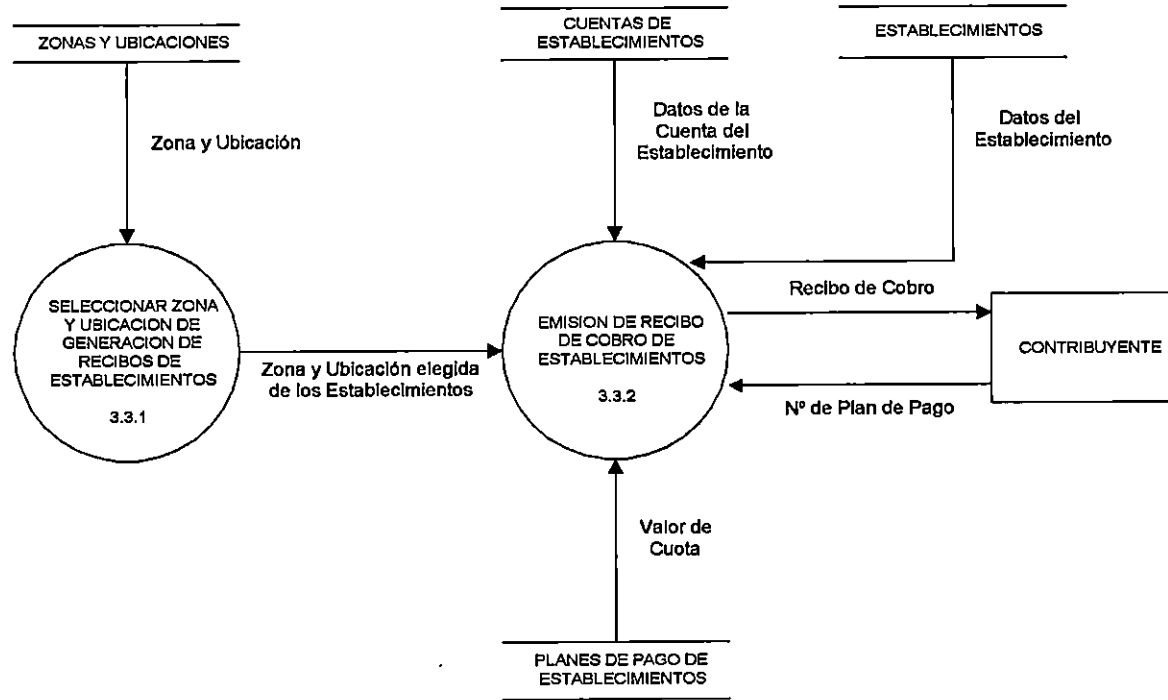 CUENTAS DE
ESTABLECIMIENTOS
ZONAS Y UBICACIONES
ESTABLECIMIENTOS
Zona y Ubicación
Datos de la
Cuenta del
Establecimiento
Datos del
Establecimiento
SELECCIONAR ZONA
Y UBICACION DE
GENERACION DE
RECIBOS DE
ESTABLECIMIENTOS
3.3.1
Zona y Ubicación elegida
de los Establecimientos
EMISION DE RECIBO
DE COBRO DE
ESTABLECIMIENTOS
3.3.2
Recibo de Cobro
CONTRIBUYENTE
Nº de Plan de Pago
Valor de
Cuota
PLANES DE PAGO DE
ESTABLECIMIENTOS